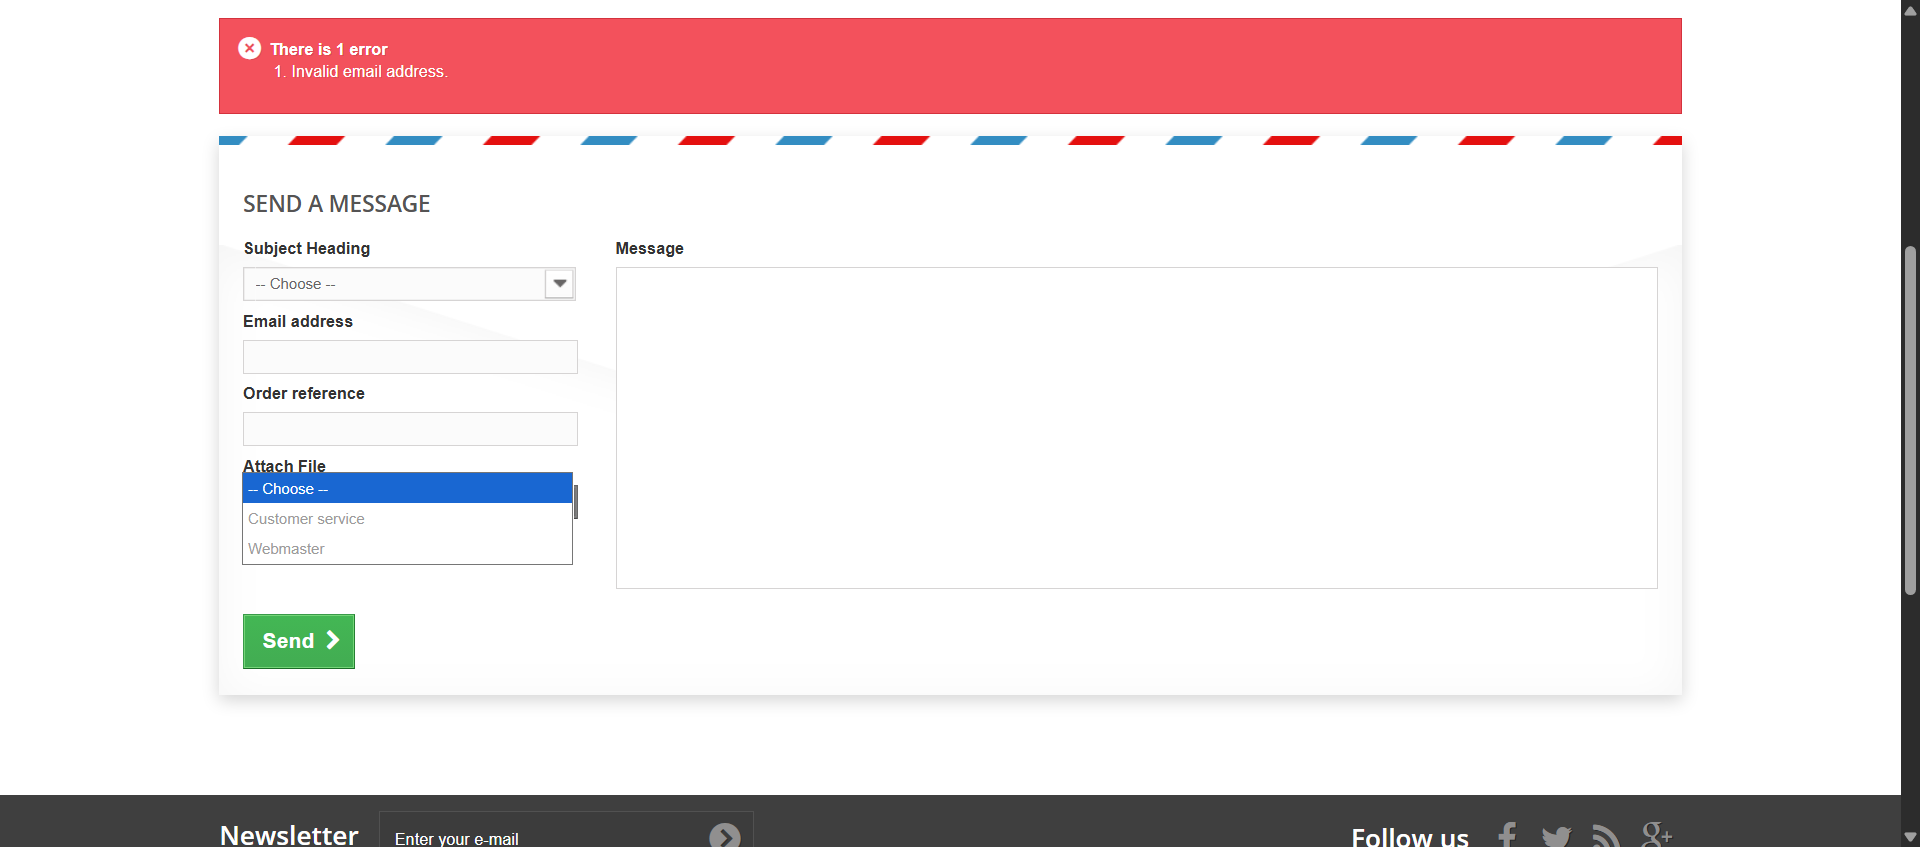 There is 1 error
1. Invalid email address.
SEND A MESSAGE
Subject Heading
-- Choose --
Email address
Order reference
Attach File
-- Choose --
Customer service
Webmaster
Message
Send
Newsletter
Enter your e-mail
Follow us